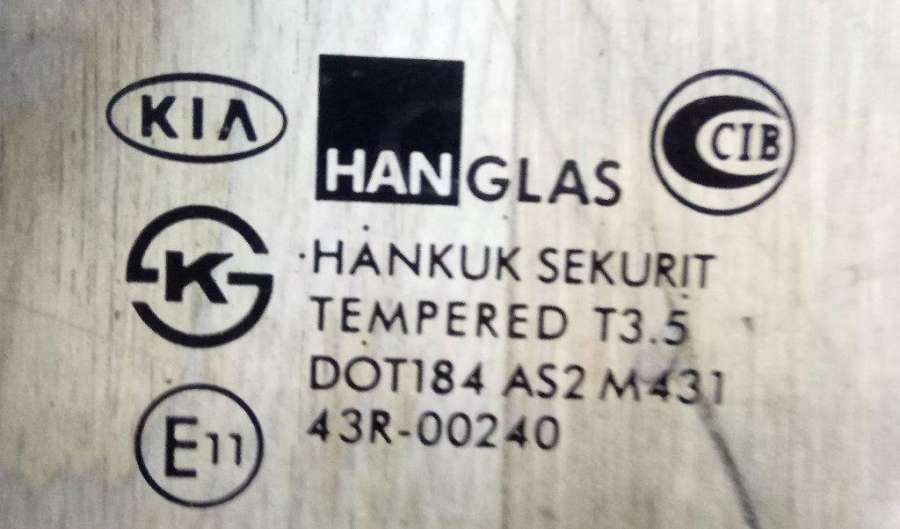 KIA
HANGLAS
CIB
K
HANKUK SEKURIT
TEMPERED T3.5
DOT184 AS2 M431
E11
43R-00240